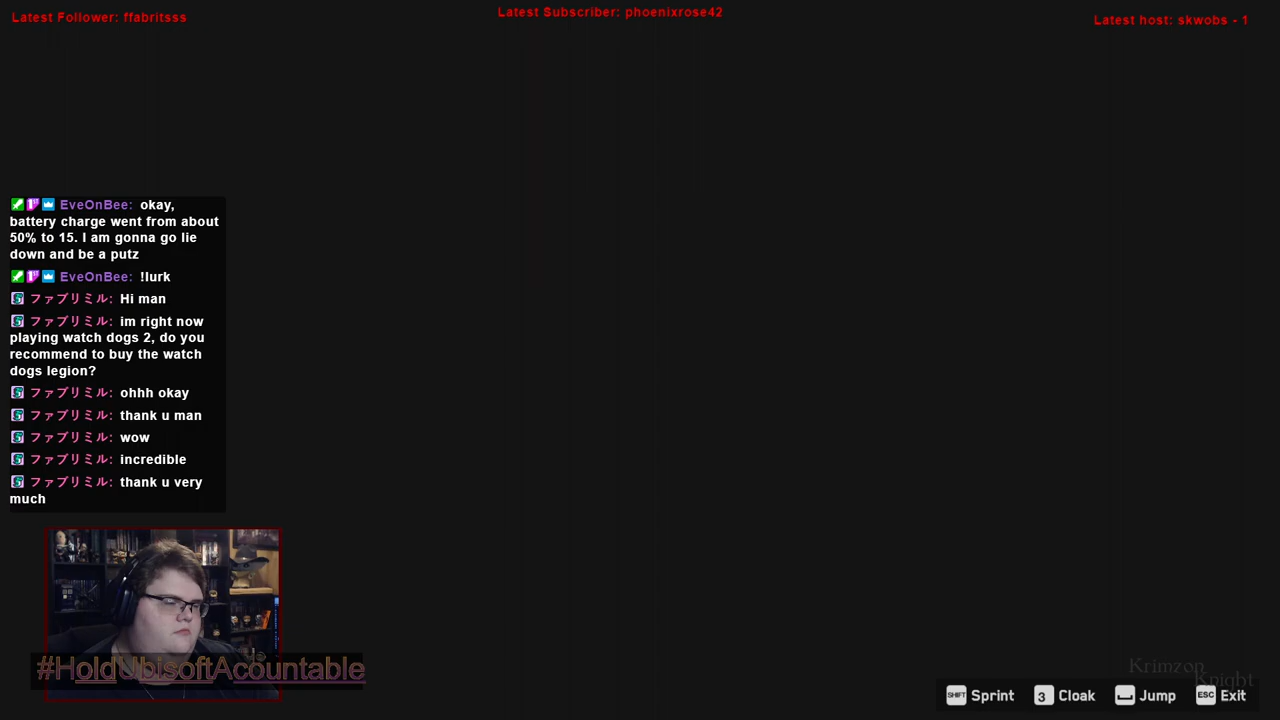 Latest Follower: ffabritsss
Latest Subscriber: phoenixrose42
Latest host: skwobs - 1
EveOnBee: okay,
battery charge went from about
50% to 15. I am gonna go lie
down and be a putz
EveOnBee: !lurk
ファブリミル: Hi man
ファブリミル: im right now
playing watch dogs 2, do you
recommend to buy the watch
dogs legion?
ファブリミル: ohhh okay
ファブリミル: thank u man
ファブリミル: wow
ファブリミル: incredible
ファブリミル: thank u very
much
#HoldUbisoftAcountable
Krimzon
Knight
SHIFT Sprint 3 Cloak Jump ESC Exit